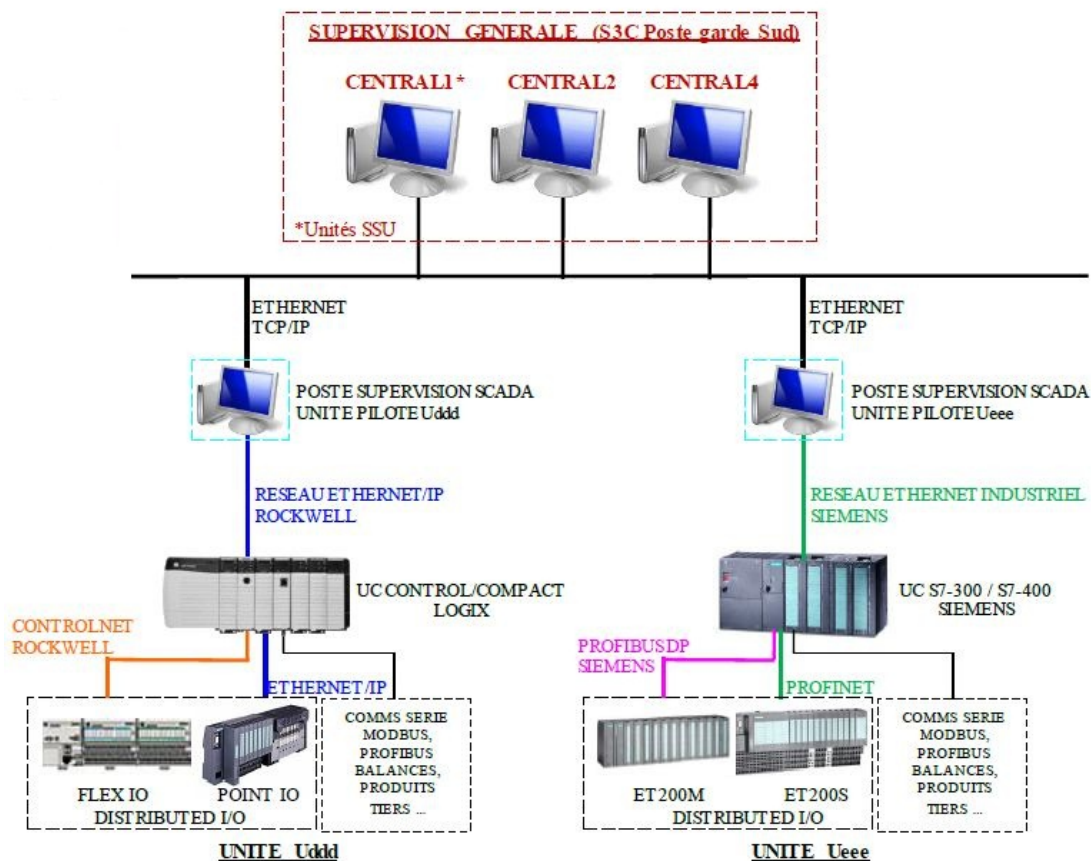 SUPERVISION GENERALE (S3C Poste garde Sud)
CENTRAL1 *
CENTRAL2
CENTRAL4
*Unités SSU
ETHERNET
TCP/IP
ETHERNET
TCP/IP
POSTE SUPERVISION SCADA
UNITE PILOTE Uddd
POSTE SUPERVISION SCADA
UNITE PILOTE Ueee
RESEAU ETHERNET/IP
ROCKWELL
RESEAU ETHERNET INDUSTRIEL
SIEMENS
UC CONTROL/COMPACT
LOGIX
UC S7-300 / S7-400
SIEMENS
CONTROLNET
ROCKWELL
ETHERNET/IP
PROFIBUS DP
SIEMENS
PROFINET
FLEX IO
POINT IO
DISTRIBUTED I/O
COMMS SERIE
MODBUS,
PROFIBUS
BALANCES,
PRODUITS
TIERS ...
ET200M
ET200S
DISTRIBUTED I/O
COMMS SERIE
MODBUS,
PROFIBUS
BALANCES,
PRODUITS
TIERS ...
UNITE Uddd
UNITE Ueee